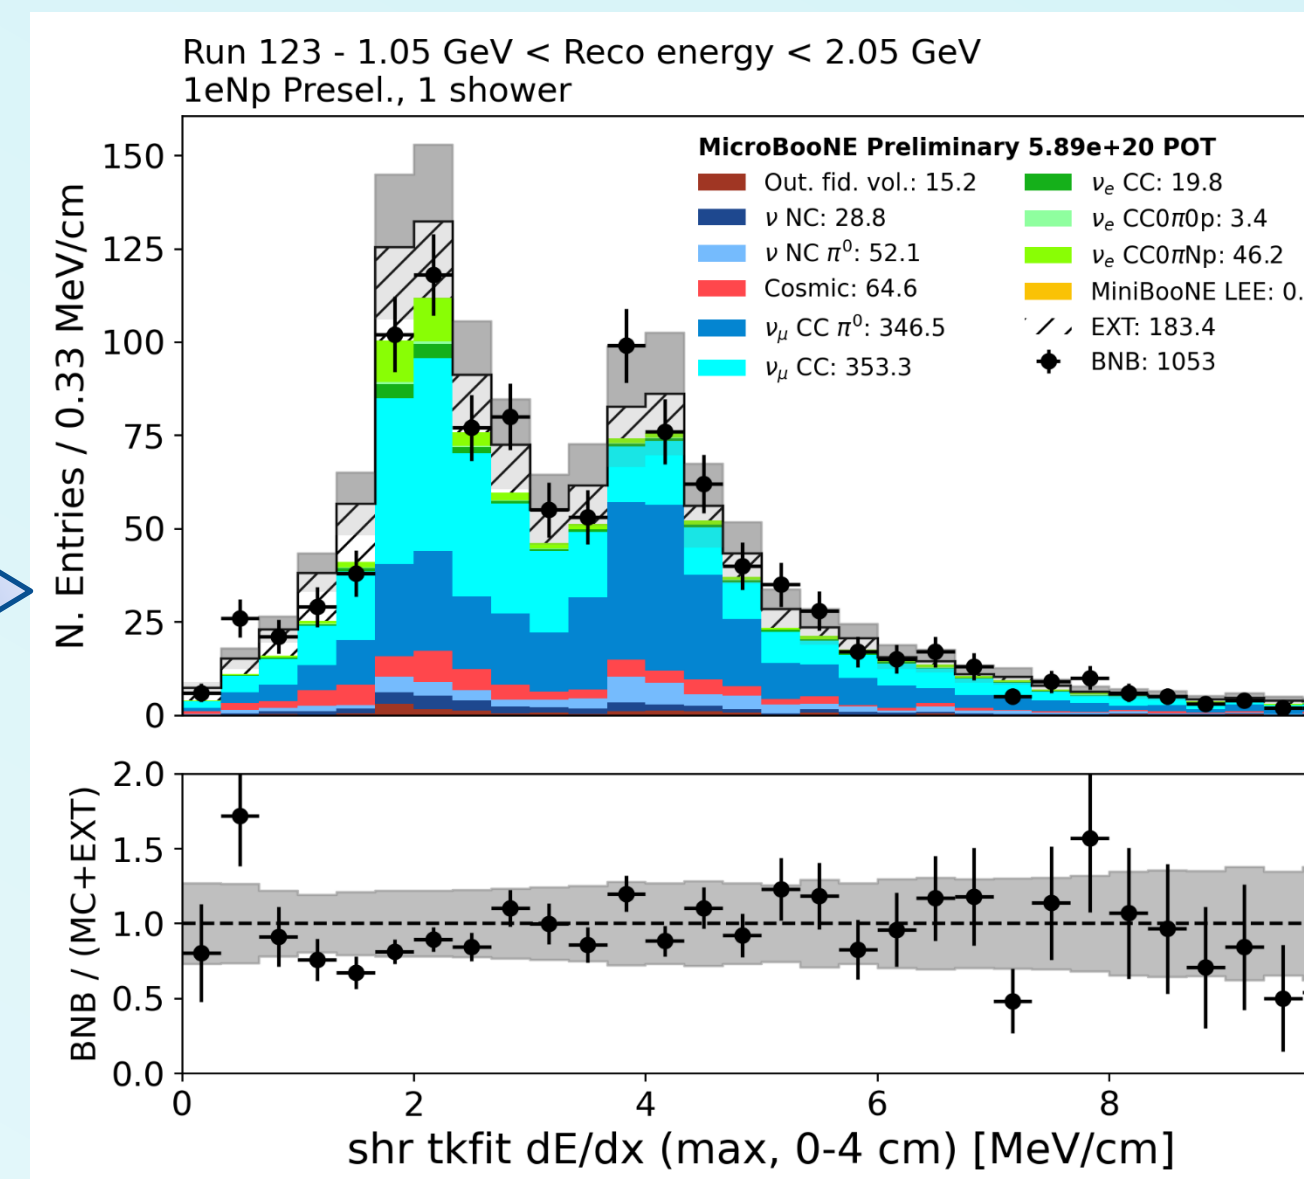 Run 123 - 1.05 GeV < Reco energy < 2.05 GeV
1eNp Presel., 1 shower
N. Entries / 0.33 MeV/cm
150
125
100
75
50
25
0
MicroBooNE Preliminary 5.89e+20 POT
Out. fid. vol.: 15.2
ν NC: 28.8
ν NC π⁰: 52.1
Cosmic: 64.6
ν_μ CC π⁰: 346.5
ν_μ CC: 353.3
ν_e CC: 19.8
ν_e CC0π0p: 3.4
ν_e CC0πNp: 46.2
MiniBooNE LEE: 0.
EXT: 183.4
BNB: 1053
BNB / (MC+EXT)
2.0
1.5
1.0
0.5
0.0
0 2 4 6 8
shr tkfit dE/dx (max, 0-4 cm) [MeV/cm]